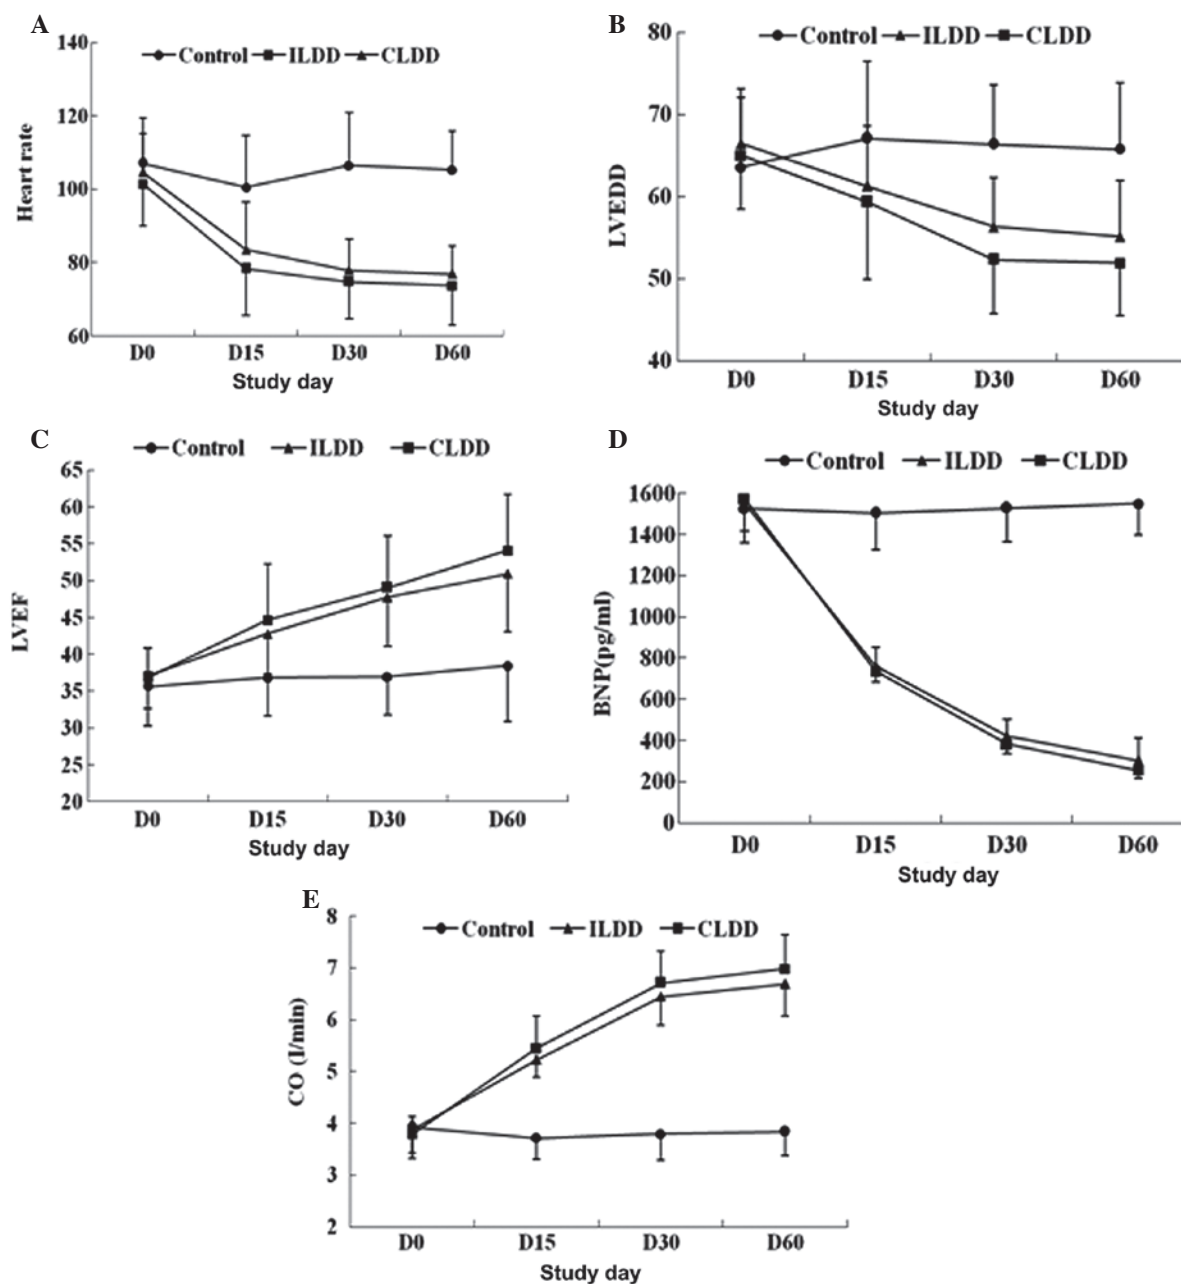 A
140
120
100
80
60
Heart rate
Control ILDD CLDD
D0 D15 D30 D60
Study day
B
80
70
60
50
40
LVEDD
Control ILDD CLDD
D0 D15 D30 D60
Study day
C
65
60
55
50
45
40
35
30
25
20
LVEF
Control ILDD CLDD
D0 D15 D30 D60
Study day
D
1600
1400
1200
1000
800
600
400
200
0
BNP(pg/ml)
Control ILDD CLDD
D0 D15 D30 D60
Study day
E
8
7
6
5
4
3
2
CO (l/min)
Control ILDD CLDD
D0 D15 D30 D60
Study day